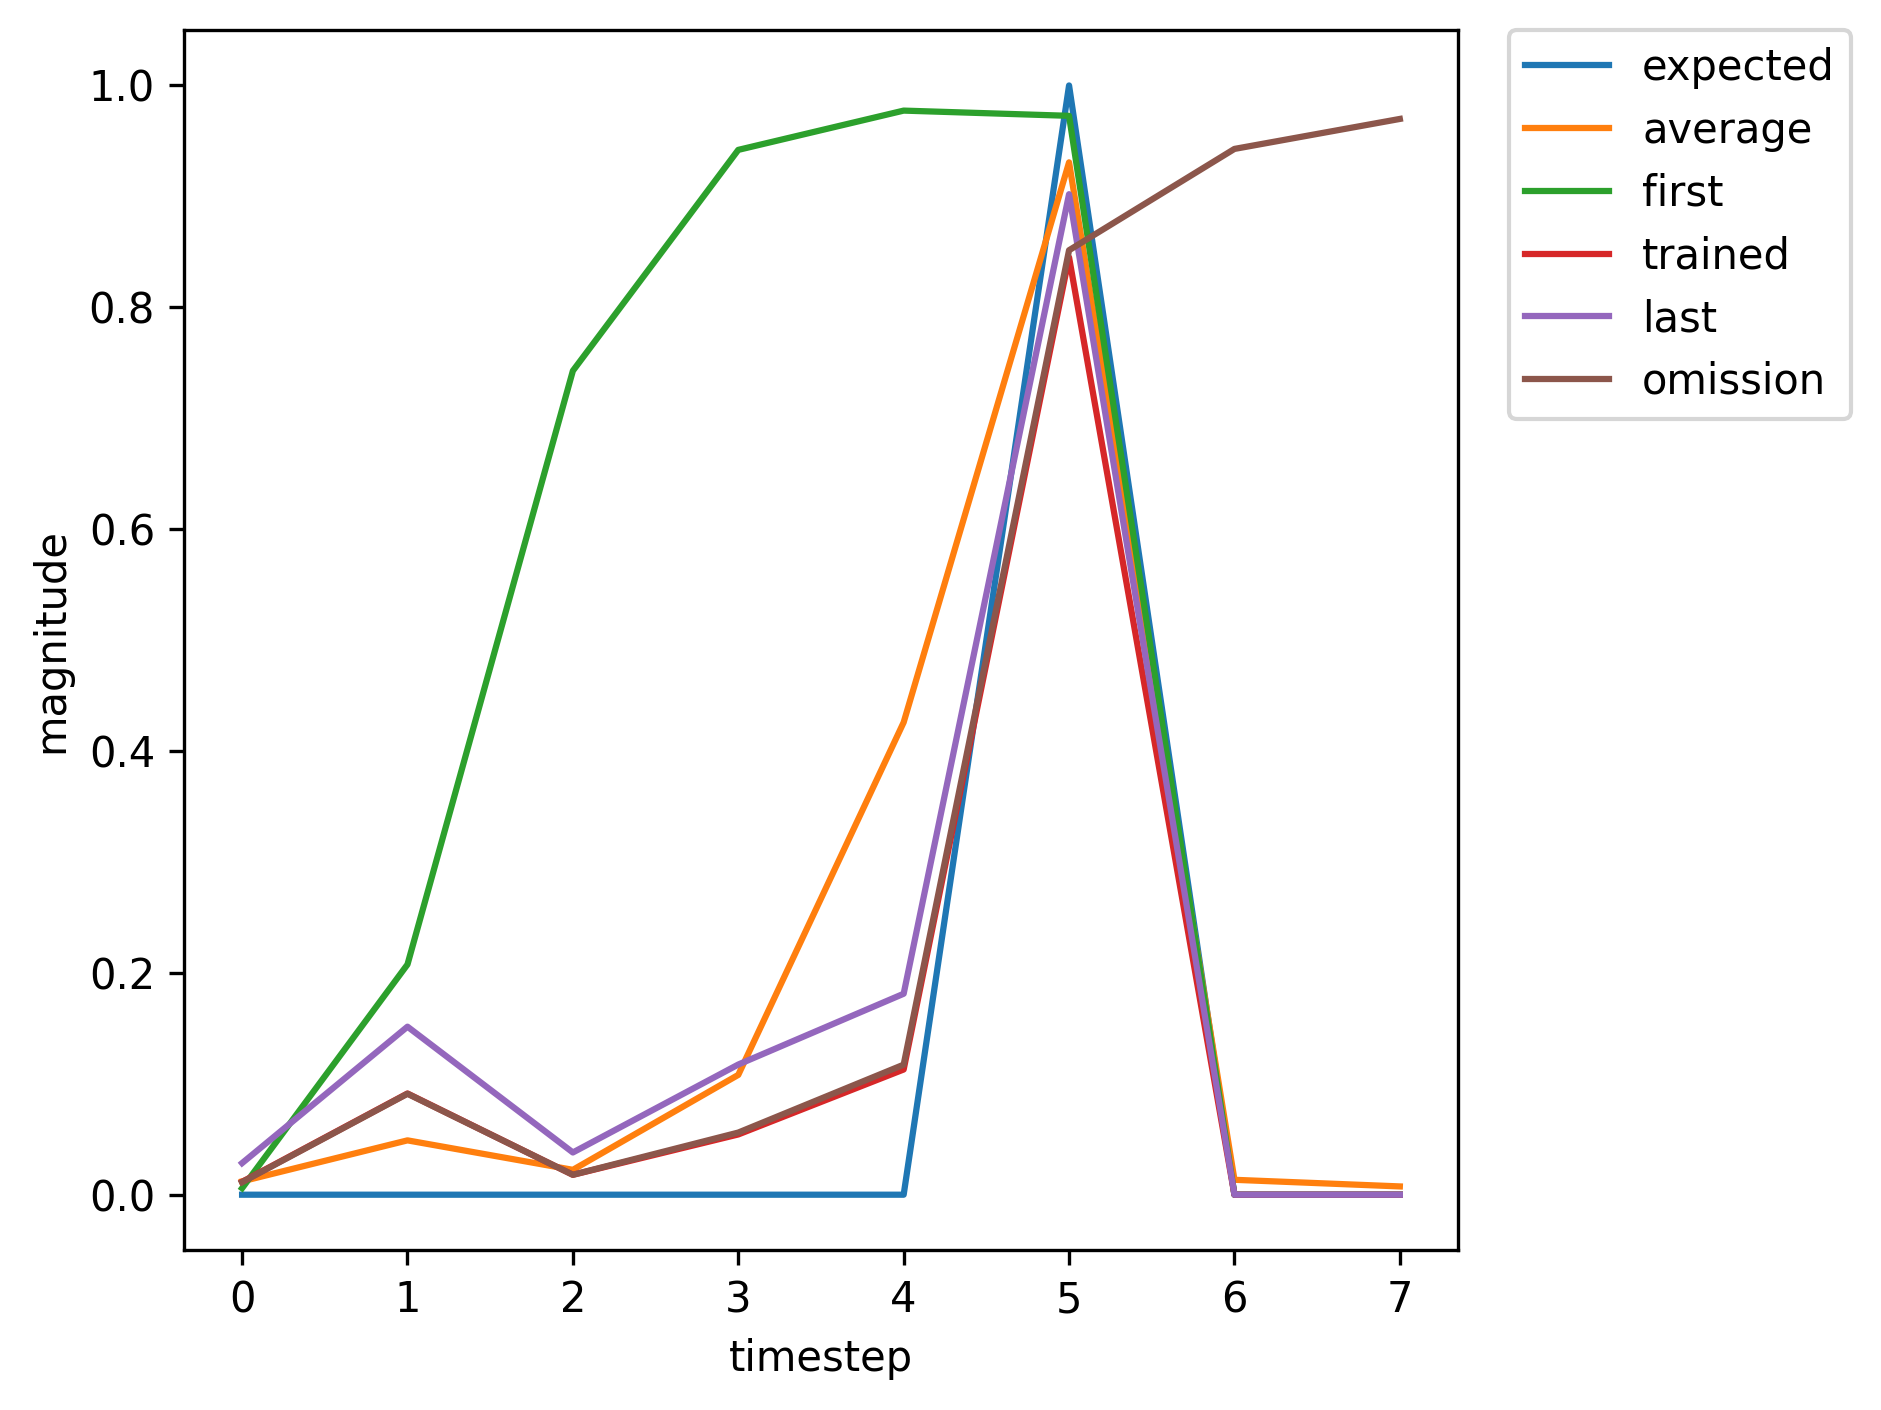 1.0
0.8
0.6
0.4
0.2
0.0
magnitude
0 1 2 3 4 5 6 7
timestep
expected
average
first
trained
last
omission